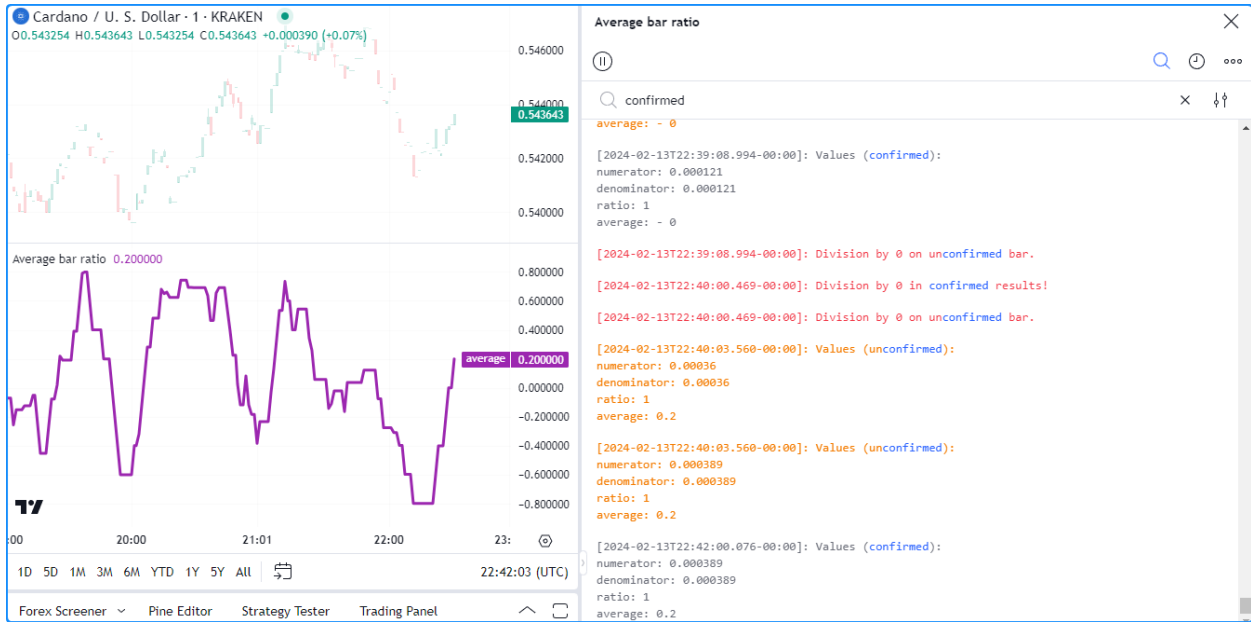 Cardano / U. S. Dollar · 1 · KRAKEN
O0.543254 H0.543643 L0.543254 C0.543643 +0.000390 (+0.07%)
0.546000
0.544000
0.543643
0.542000
0.540000
Average bar ratio 0.200000
0.800000
0.600000
0.400000
average 0.200000
0.000000
−0.200000
−0.400000
−0.600000
−0.800000
:00 20:00 21:01 22:00 23:
1D 5D 1M 3M 6M YTD 1Y 5Y All
22:42:03 (UTC)
Forex Screener Pine Editor Strategy Tester Trading Panel
Average bar ratio
confirmed
average: - 0
[2024-02-13T22:39:08.994-00:00]: Values (confirmed):
numerator: 0.000121
denominator: 0.000121
ratio: 1
average: - 0
[2024-02-13T22:39:08.994-00:00]: Division by 0 on unconfirmed bar.
[2024-02-13T22:40:00.469-00:00]: Division by 0 in confirmed results!
[2024-02-13T22:40:00.469-00:00]: Division by 0 on unconfirmed bar.
[2024-02-13T22:40:03.560-00:00]: Values (unconfirmed):
numerator: 0.00036
denominator: 0.00036
ratio: 1
average: 0.2
[2024-02-13T22:40:03.560-00:00]: Values (unconfirmed):
numerator: 0.000389
denominator: 0.000389
ratio: 1
average: 0.2
[2024-02-13T22:42:00.076-00:00]: Values (confirmed):
numerator: 0.000389
denominator: 0.000389
ratio: 1
average: 0.2